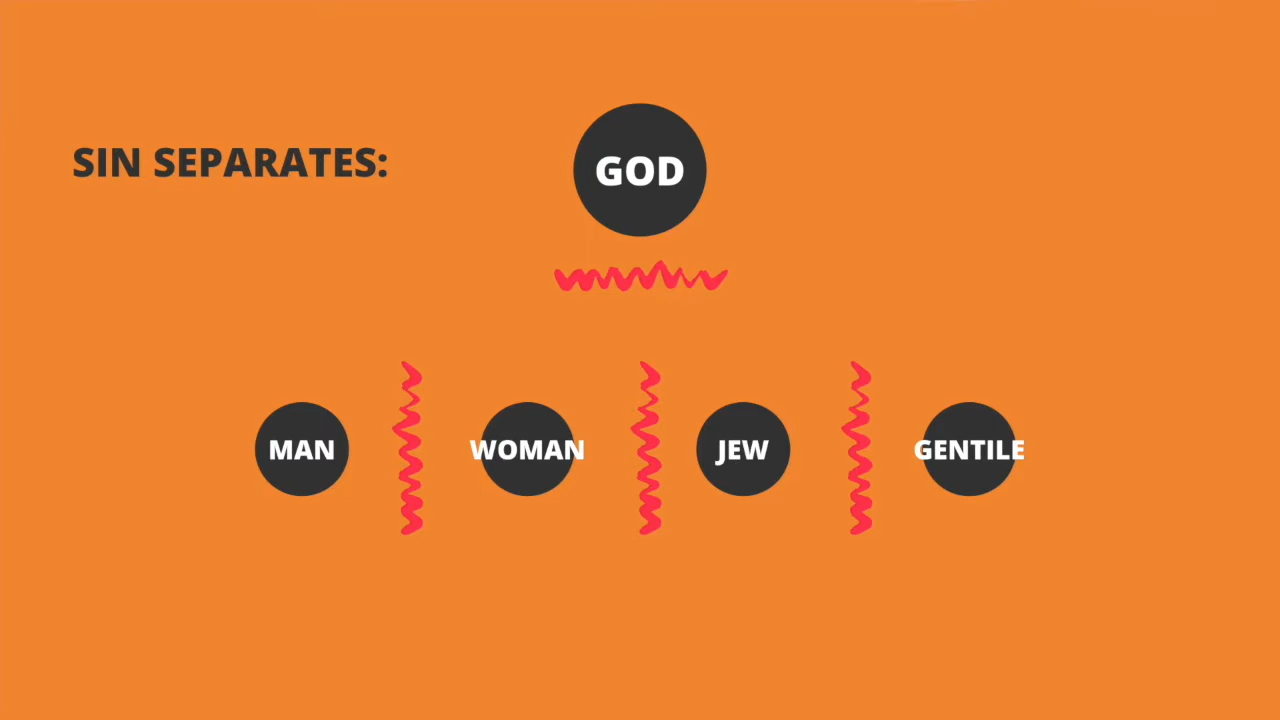 SIN SEPARATES:
GOD
MAN
WOMAN
JEW
GENTILE